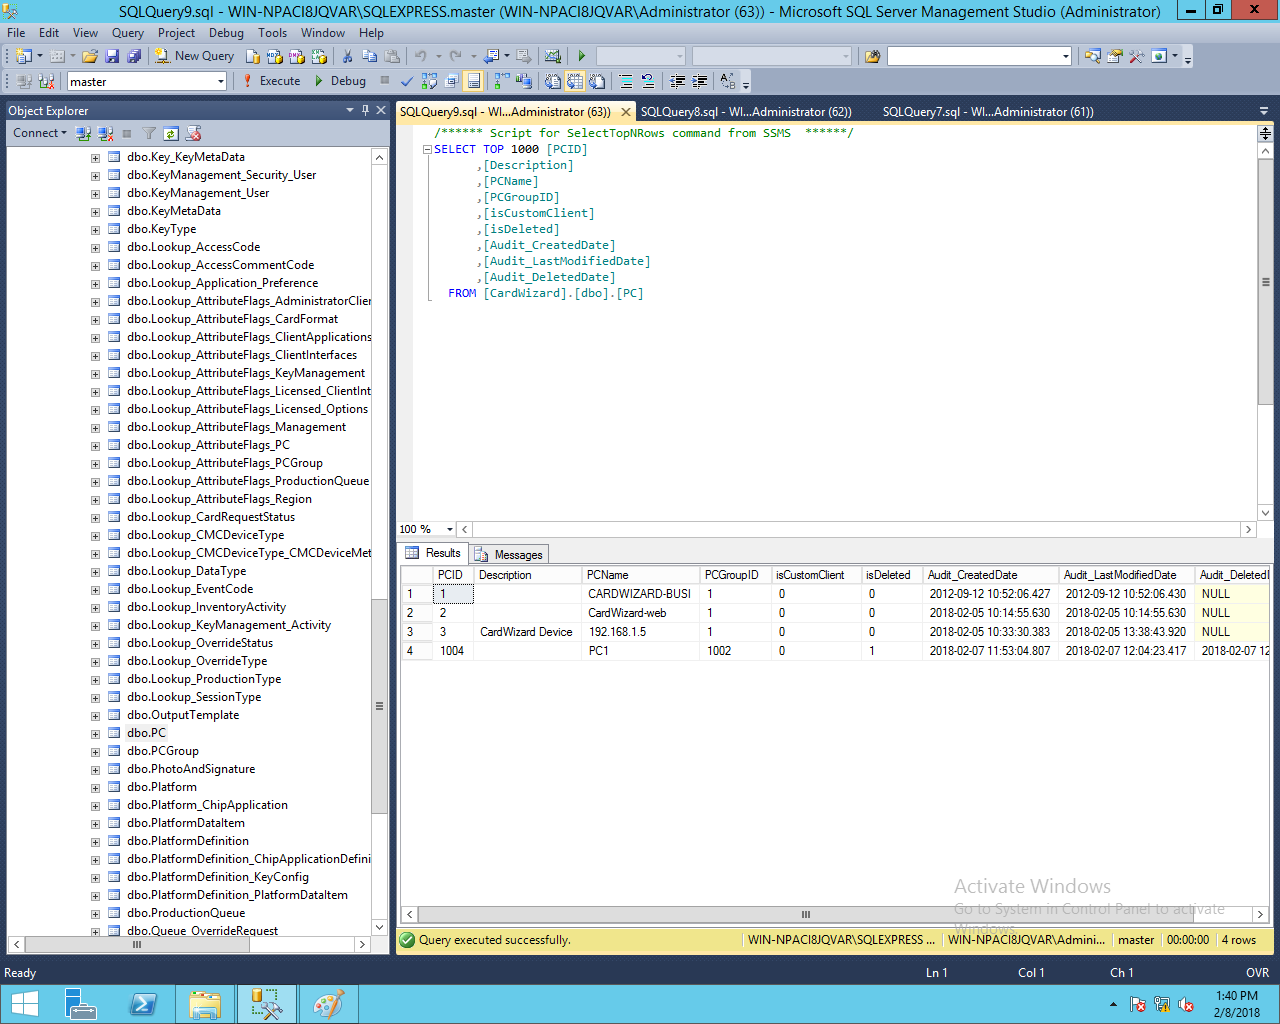 SQLQuery9.sql - WIN-NPACI8JQVAR\SQLEXPRESS.master (WIN-NPACI8JQVAR\Administrator (63)) - Microsoft SQL Server Management Studio (Administrator)
File Edit View Query Project Debug Tools Window Help
New Query
master Execute Debug
Object Explorer
Connect
dbo.Key_KeyMetaData
dbo.KeyManagement_Security_User
dbo.KeyManagement_User
dbo.KeyMetaData
dbo.KeyType
dbo.Lookup_AccessCode
dbo.Lookup_AccessCommentCode
dbo.Lookup_Application_Preference
dbo.Lookup_AttributeFlags_AdministratorClier
dbo.Lookup_AttributeFlags_CardFormat
dbo.Lookup_AttributeFlags_ClientApplications
dbo.Lookup_AttributeFlags_ClientInterfaces
dbo.Lookup_AttributeFlags_KeyManagement
dbo.Lookup_AttributeFlags_Licensed_ClientInt
dbo.Lookup_AttributeFlags_Licensed_Options
dbo.Lookup_AttributeFlags_Management
dbo.Lookup_AttributeFlags_PC
dbo.Lookup_AttributeFlags_PCGroup
dbo.Lookup_AttributeFlags_ProductionQueue
dbo.Lookup_AttributeFlags_Region
dbo.Lookup_CardRequestStatus
dbo.Lookup_CMCDeviceType
dbo.Lookup_CMCDeviceType_CMCDeviceMet
dbo.Lookup_DataType
dbo.Lookup_EventCode
dbo.Lookup_InventoryActivity
dbo.Lookup_KeyManagement_Activity
dbo.Lookup_OverrideStatus
dbo.Lookup_OverrideType
dbo.Lookup_ProductionType
dbo.Lookup_SessionType
dbo.OutputTemplate
dbo.PC
dbo.PCGroup
dbo.PhotoAndSignature
dbo.Platform
dbo.Platform_ChipApplication
dbo.PlatformDataItem
dbo.PlatformDefinition
dbo.PlatformDefinition_ChipApplicationDefini
dbo.PlatformDefinition_KeyConfig
dbo.PlatformDefinition_PlatformDataItem
dbo.ProductionQueue
dbo.Queue_OverrideRequest
SQLQuery9.sql - WI...Administrator (63)) SQLQuery8.sql - WI...Administrator (62)) SQLQuery7.sql - WI...Administrator (61))
/****** Script for SelectTopNRows command from SSMS ******/
SELECT TOP 1000 [PCID]
,[Description]
,[PCName]
,[PCGroupID]
,[isCustomClient]
,[isDeleted]
,[Audit_CreatedDate]
,[Audit_LastModifiedDate]
,[Audit_DeletedDate]
FROM [CardWizard].[dbo].[PC]
100 %
Results Messages
PCID Description PCName PCGroupID isCustomClient isDeleted Audit_CreatedDate Audit_LastModifiedDate Audit_Deletedl
1 1 CARDWIZARD-BUSI 1 0 0 2012-09-12 10:52:06.427 2012-09-12 10:52:06.430 NULL
2 2 CardWizard-web 1 0 0 2018-02-05 10:14:55.630 2018-02-05 10:14:55.630 NULL
3 3 CardWizard Device 192.168.1.5 1 0 0 2018-02-05 10:33:30.383 2018-02-05 13:38:43.920 NULL
4 1004 PC1 1002 0 1 2018-02-07 11:53:04.807 2018-02-07 12:04:23.417 2018-02-07 12
Activate Windows
Go to System in Control Panel to activate
Windows.
Query executed successfully. WIN-NPACI8JQVAR\SQLEXPRESS ... WIN-NPACI8JQVAR\Admini... master 00:00:00 4 rows
Ready Ln 1 Col 1 Ch 1 OVR
1:40 PM
2/8/2018